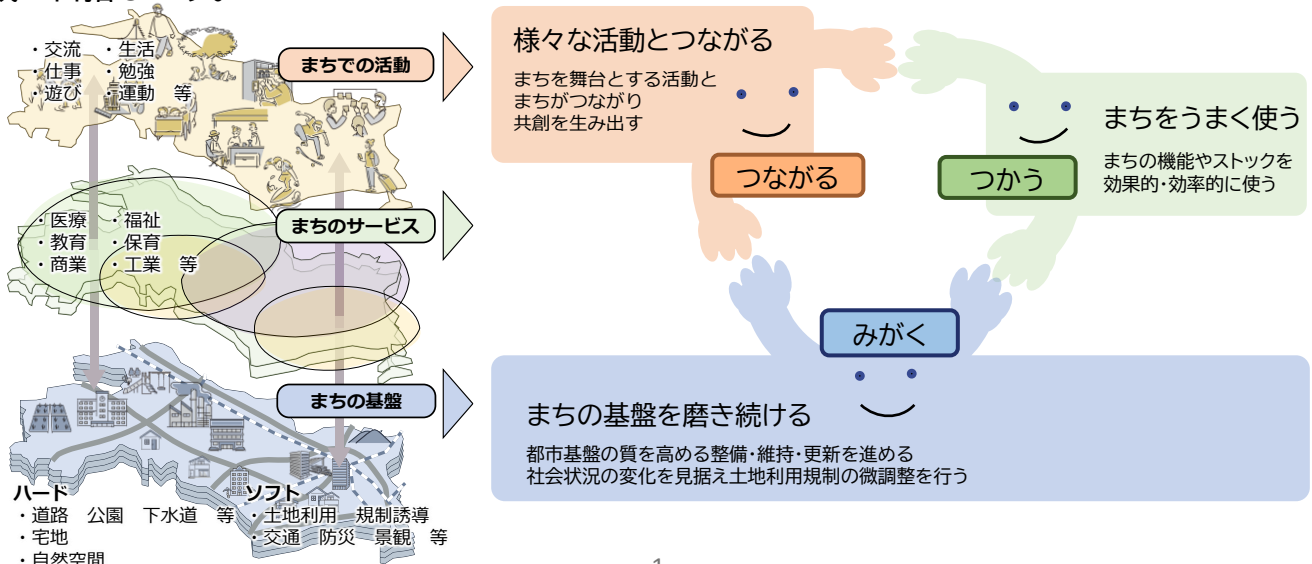 ・交流 ・生活
・仕事 ・勉強
・遊び ・運動 等
まちでの活動
・医療 ・福祉
・教育 ・保育
・商業 ・工業 等
まちのサービス
まちの基盤
ハード
・道路 公園 下水道 等
・宅地
・自然空間
ソフト
・土地利用 規制誘導
・交通 防災 景観 等
様々な活動とつながる
まちを舞台とする活動と
まちがつながり
共創を生み出す
つながる
まちをうまく使う
まちの機能やストックを
効果的・効率的に使う
つかう
みがく
まちの基盤を磨き続ける
都市基盤の質を高める整備・維持・更新を進める
社会状況の変化を見据え土地利用規制の微調整を行う